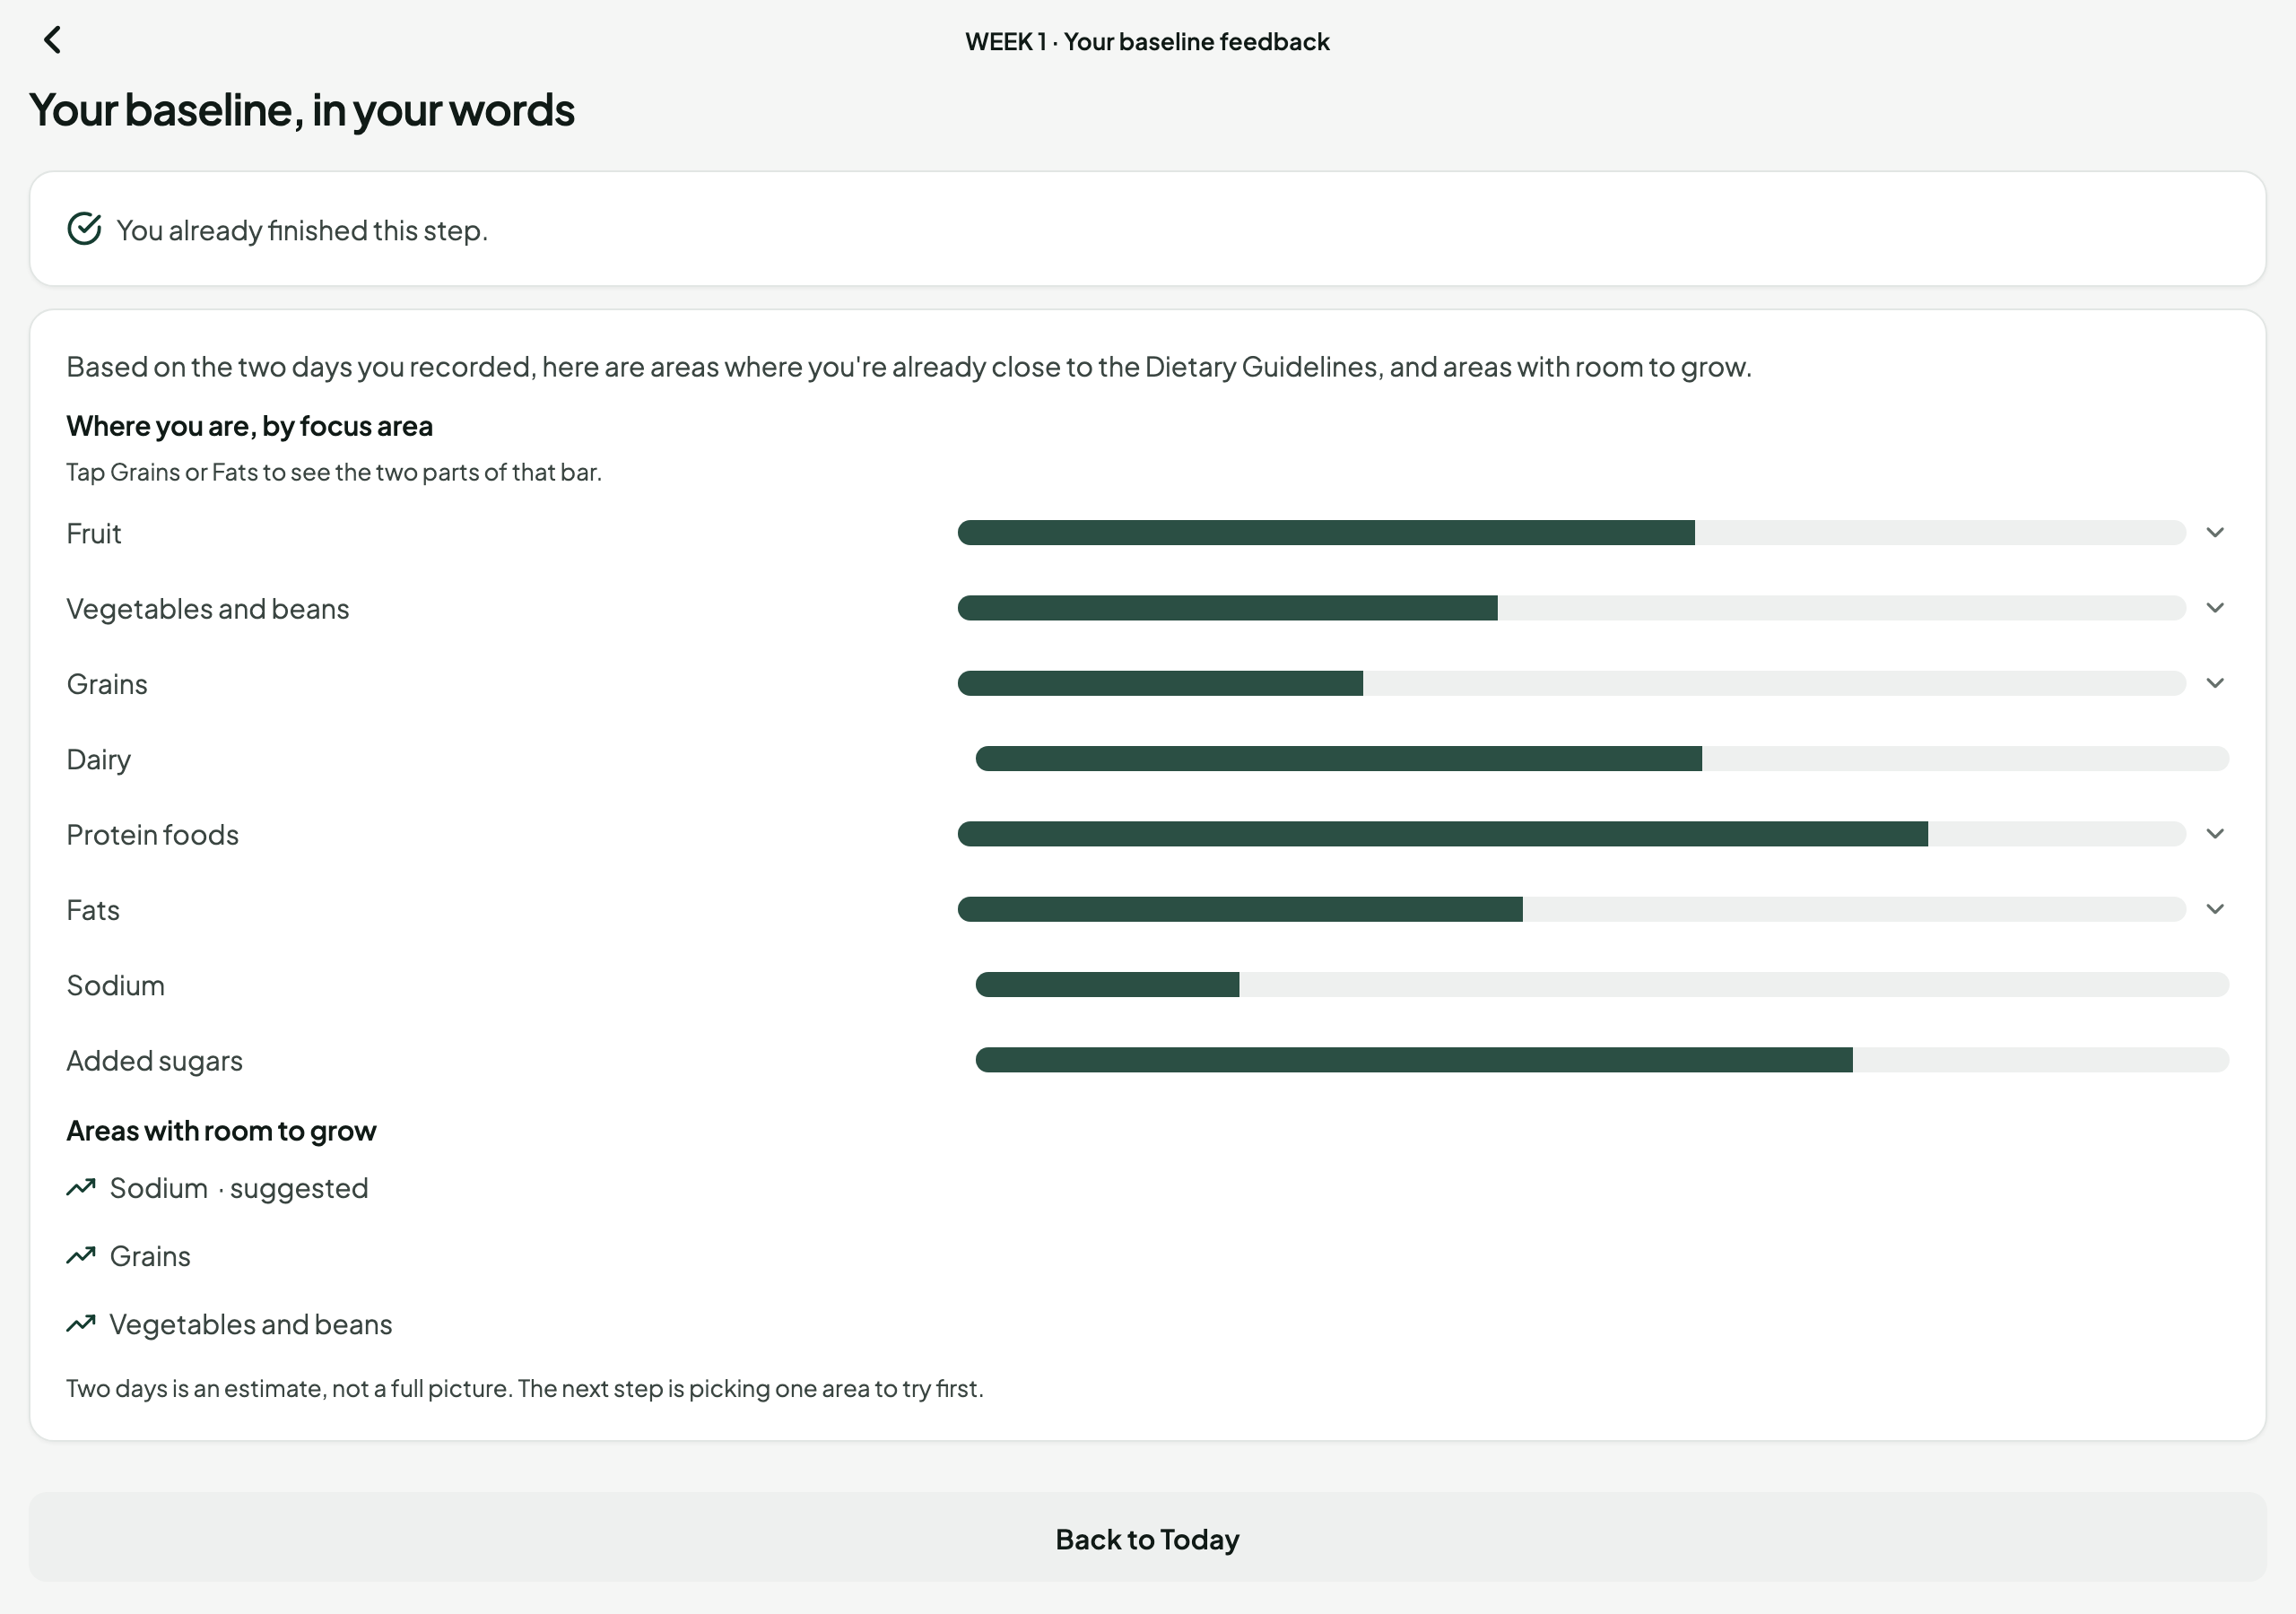 WEEK 1 · Your baseline feedback
Your baseline, in your words
You already finished this step.
Based on the two days you recorded, here are areas where you're already close to the Dietary Guidelines, and areas with room to grow.
Where you are, by focus area
Tap Grains or Fats to see the two parts of that bar.
Fruit
Vegetables and beans
Grains
Dairy
Protein foods
Fats
Sodium
Added sugars
Areas with room to grow
Sodium · suggested
Grains
Vegetables and beans
Two days is an estimate, not a full picture. The next step is picking one area to try first.
Back to Today